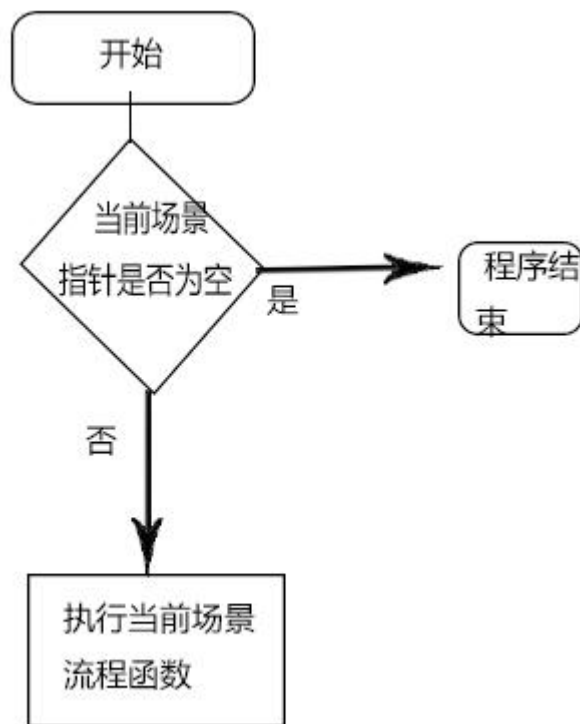 开始
当前场景
指针是否为空
是
程序结
束
否
执行当前场景
流程函数